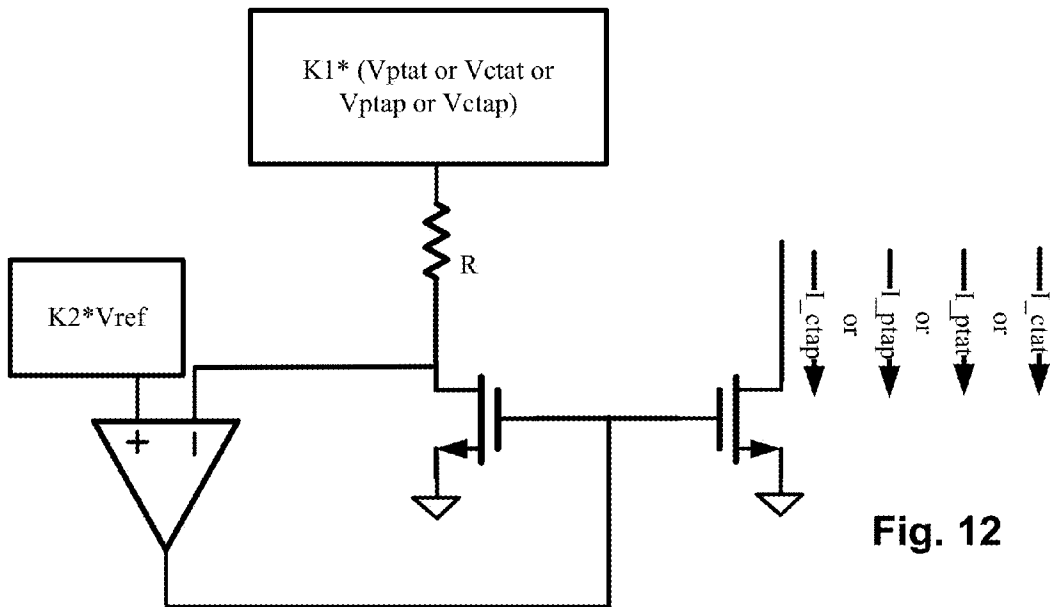 K1* (Vptat or Vctat or
Vptap or Vctap)
R
K2*Vref
+ −
I_ctap
or
I_ptap
or
I_ptat
or
I_ctat
Fig. 12